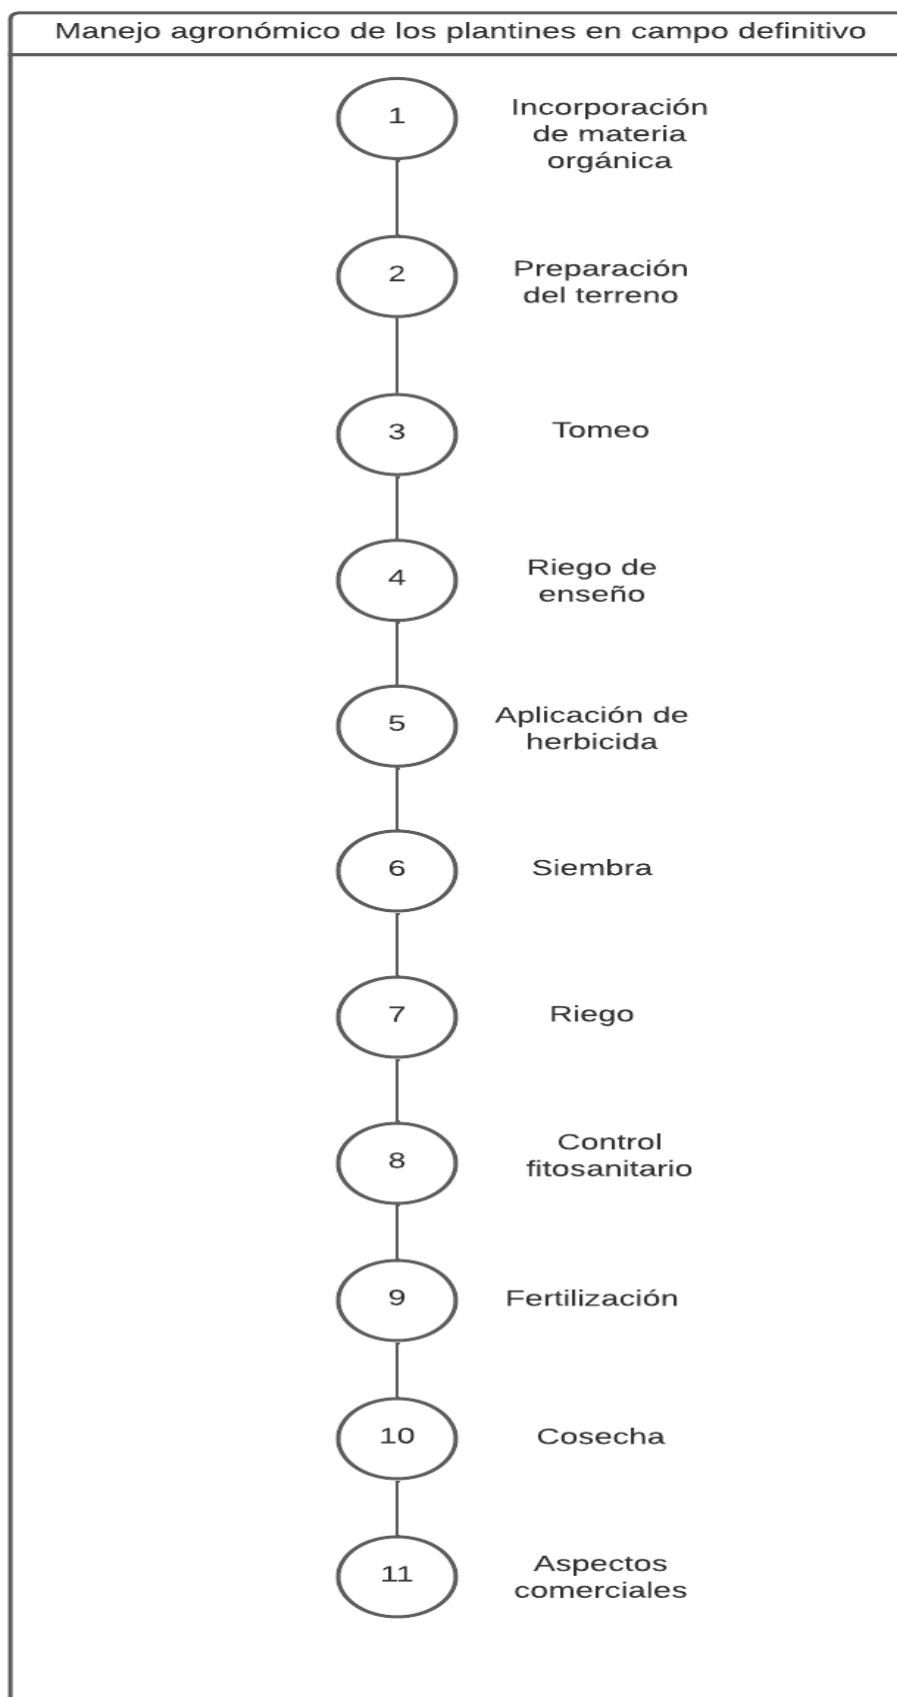 Manejo agronómico de los plantines en campo definitivo
1
Incorporación
de materia
orgánica
2
Preparación
del terreno
3
Tomeo
4
Riego de
enseño
5
Aplicación de
herbicida
6
Siembra
7
Riego
8
Control
fitosanitario
9
Fertilización
10
Cosecha
11
Aspectos
comerciales